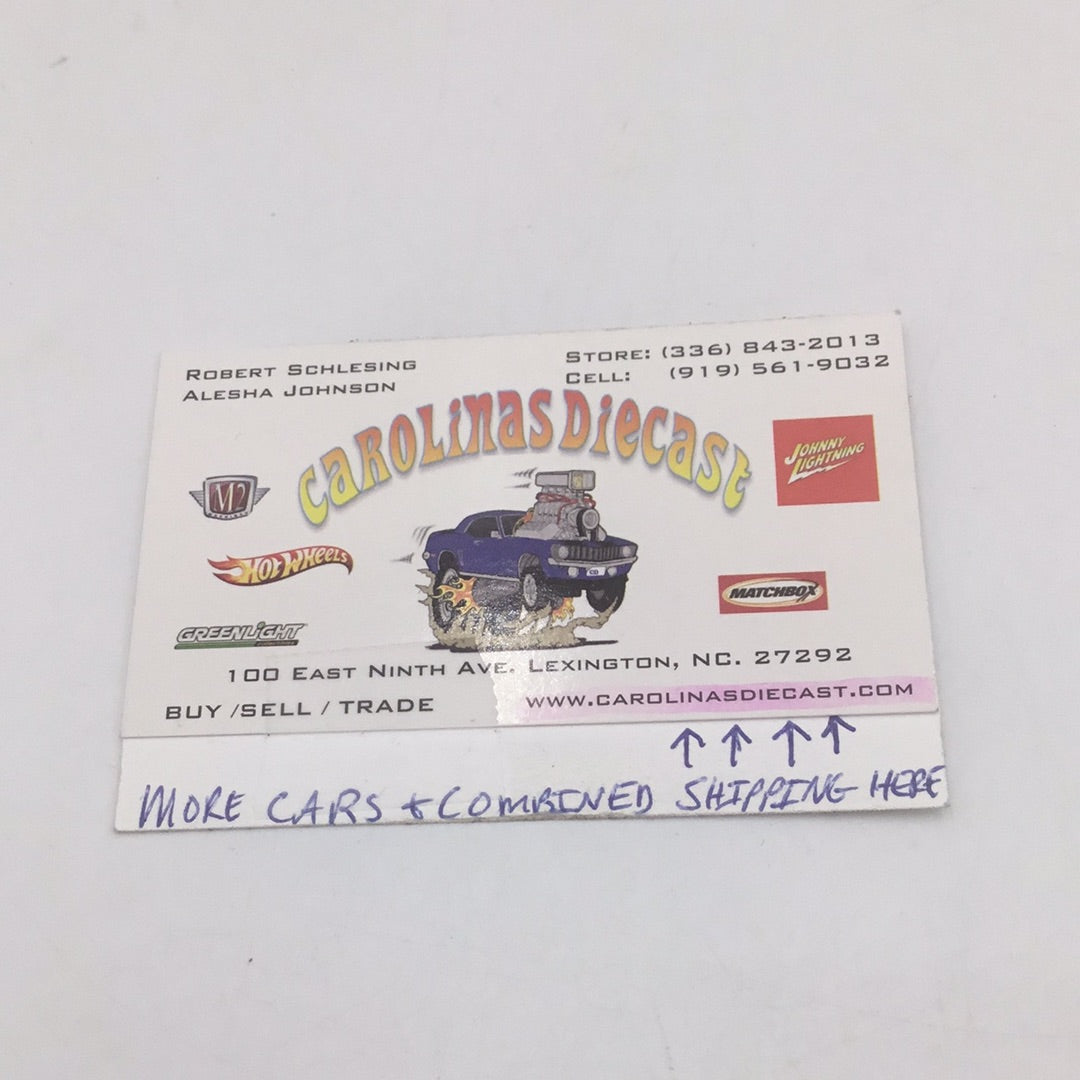 ROBERT SCHLESING
ALESHA JOHNSON
STORE: (336) 843-2013
CELL: (919) 561-9032
CAROLINAS DIECAST
M2
JOHNNY
LIGHTNING
HOT WHEELS
MATCHBOX
GREENLIGHT
100 EAST NINTH AVE. LEXINGTON, NC. 27292
BUY /SELL / TRADE
WWW.CAROLINASDIECAST.COM
↑ ↑ ↑ ↑
MORE CARS & COMBINED SHIPPING HERE